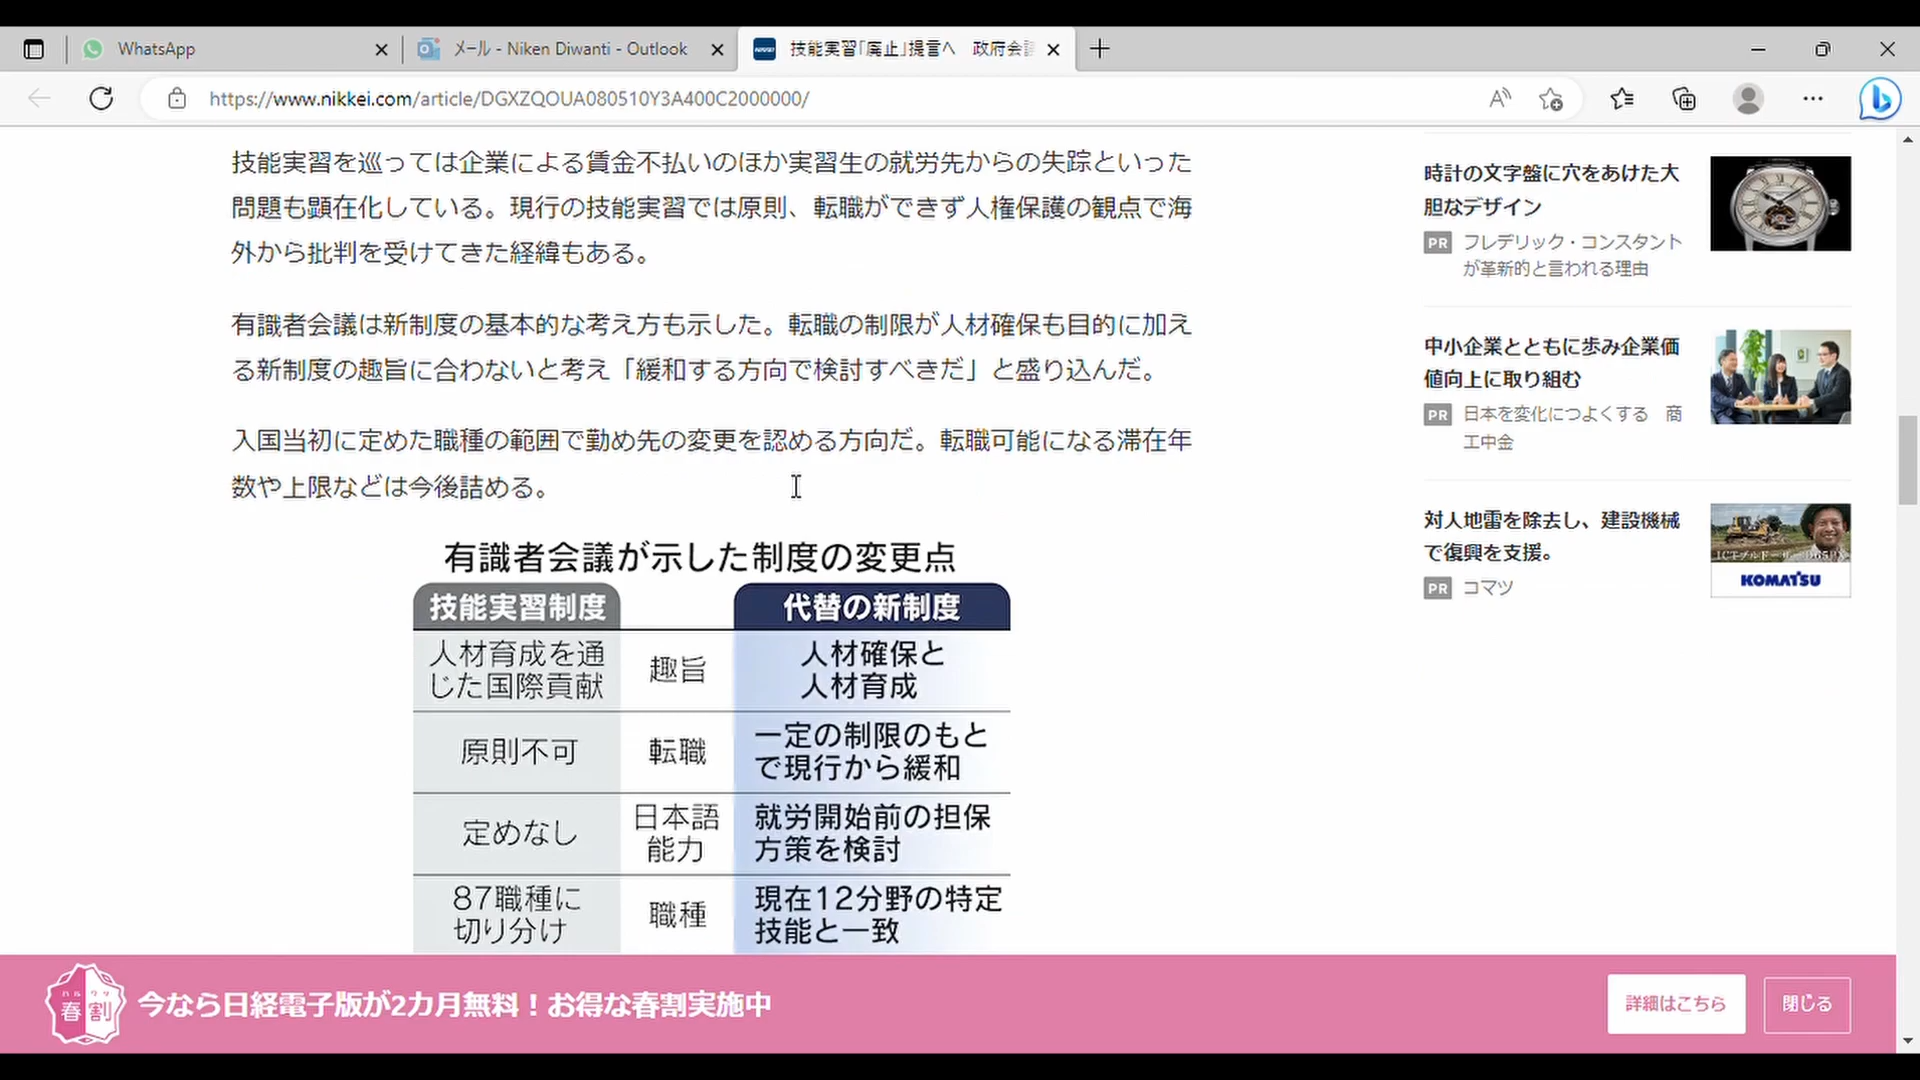 WhatsApp
メール - Niken Diwanti - Outlook
技能実習「廃止」提言へ 政府会
https://www.nikkei.com/article/DGXZQOUA080510Y3A400C2000000/
技能実習を巡っては企業による賃金不払いのほか実習生の就労先からの失踪といった
問題も顕在化している。現行の技能実習では原則、転職ができず人権保護の観点で海
外から批判を受けてきた経緯もある。
有識者会議は新制度の基本的な考え方も示した。転職の制限が人材確保も目的に加え
る新制度の趣旨に合わないと考え「緩和する方向で検討すべきだ」と盛り込んだ。
入国当初に定めた職種の範囲で勤め先の変更を認める方向だ。転職可能になる滞在年
数や上限などは今後詰める。
有識者会議が示した制度の変更点
技能実習制度
代替の新制度
人材育成を通
じた国際貢献
趣旨
人材確保と
人材育成
原則不可
転職
一定の制限のもと
で現行から緩和
定めなし
日本語
能力
就労開始前の担保
方策を検討
87職種に
切り分け
職種
現在12分野の特定
技能と一致
時計の文字盤に穴をあけた大
胆なデザイン
PR フレデリック・コンスタント
が革新的と言われる理由
中小企業とともに歩み企業価
値向上に取り組む
PR 日本を変化につよくする 商
工中金
対人地雷を除去し、建設機械
で復興を支援。
PR コマツ
KOMATSU
ハルワリ
春割
今なら日経電子版が2カ月無料！お得な春割実施中
詳細はこちら
閉じる